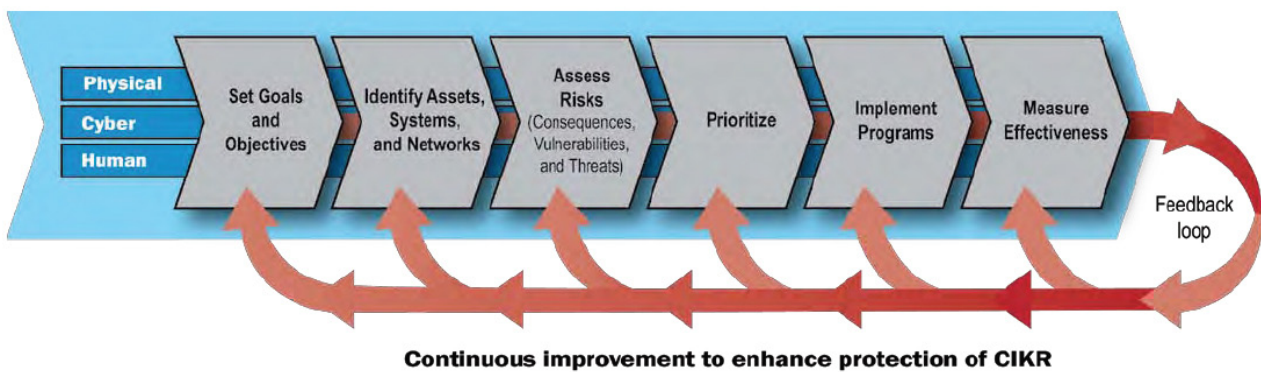 Physical
Cyber
Human
Set Goals
and
Objectives
Identify Assets,
Systems,
and Networks
Assess
Risks
(Consequences,
Vulnerabilities,
and Threats)
Prioritize
Implement
Programs
Measure
Effectiveness
Feedback
loop
Continuous improvement to enhance protection of CIKR